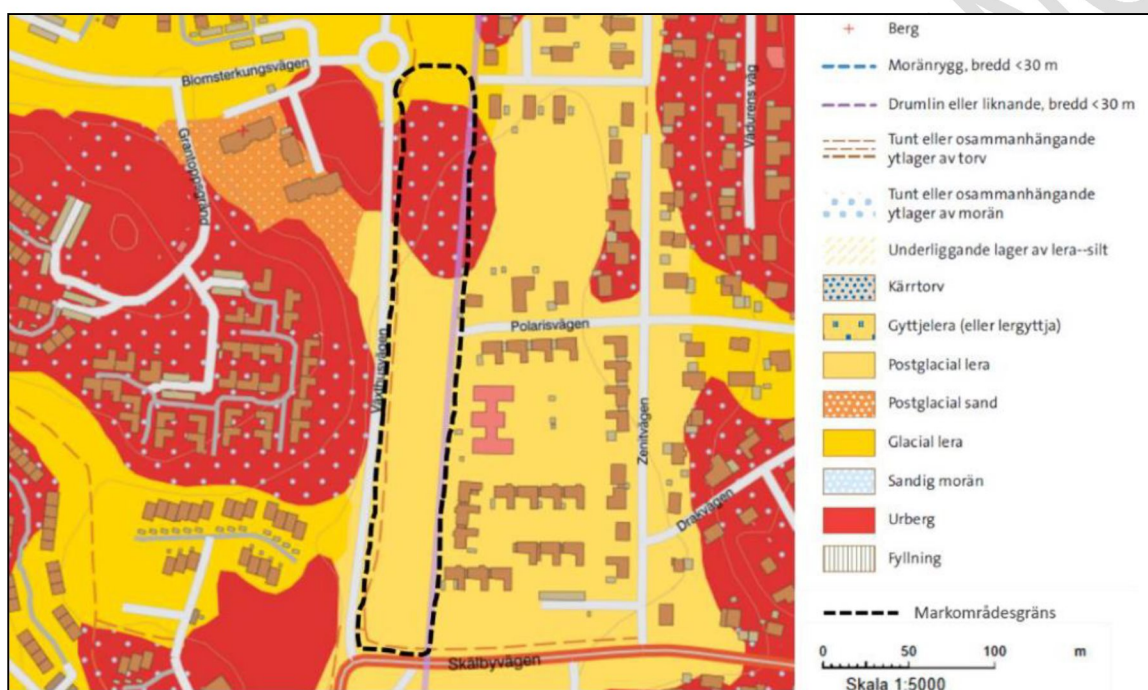 Blomsterkungsvägen
Grantoppsgränd
Växthusvägen
Polarisvägen
Zenitvägen
Vädurens väg
Drakvägen
Skälbyvägen
Berg
Moränrygg, bredd <30 m
Drumlin eller liknande, bredd <30 m
Tunt eller osammanhängande
ytlager av torv
Tunt eller osammanhängande
ytlager av morän
Underliggande lager av lera--silt
Kärrtorv
Gyttjelera (eller lergyttja)
Postglacial lera
Postglacial sand
Glacial lera
Sandig morän
Urberg
Fyllning
Markområdesgräns
0 50 100 m
Skala 1:5000